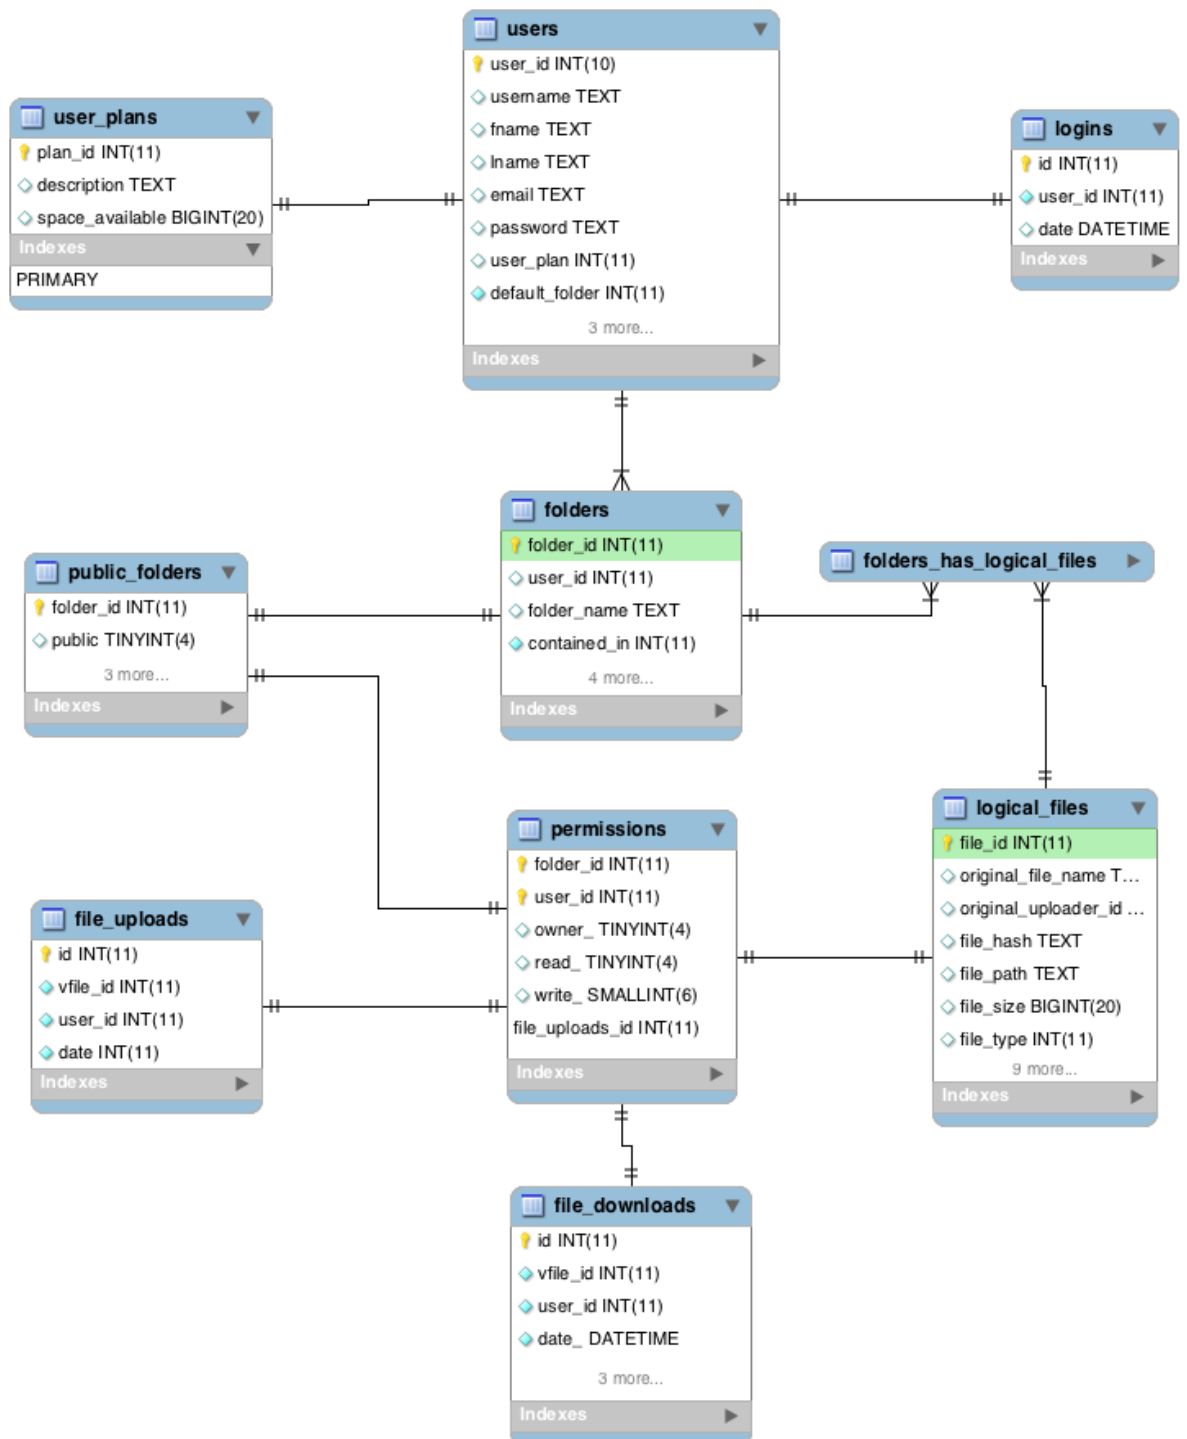 users
user_id INT(10)
username TEXT
fname TEXT
lname TEXT
email TEXT
password TEXT
user_plan INT(11)
default_folder INT(11)
3 more...
Indexes
user_plans
plan_id INT(11)
description TEXT
space_available BIGINT(20)
Indexes
PRIMARY
logins
id INT(11)
user_id INT(11)
date DATETIME
Indexes
folders
folder_id INT(11)
user_id INT(11)
folder_name TEXT
contained_in INT(11)
4 more...
Indexes
public_folders
folder_id INT(11)
public TINYINT(4)
3 more...
Indexes
folders_has_logical_files
permissions
folder_id INT(11)
user_id INT(11)
owner_ TINYINT(4)
read_ TINYINT(4)
write_ SMALLINT(6)
file_uploads_id INT(11)
Indexes
logical_files
file_id INT(11)
original_file_name T...
original_uploader_id ...
file_hash TEXT
file_path TEXT
file_size BIGINT(20)
file_type INT(11)
9 more...
Indexes
file_uploads
id INT(11)
vfile_id INT(11)
user_id INT(11)
date INT(11)
Indexes
file_downloads
id INT(11)
vfile_id INT(11)
user_id INT(11)
date_ DATETIME
3 more...
Indexes